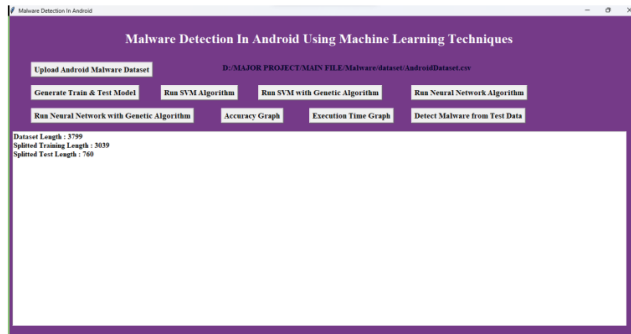 Malware Detection In Android
Malware Detection In Android Using Machine Learning Techniques
Upload Android Malware Dataset
D:/MAJOR PROJECT/MAIN FILE/Malware/dataset/AndroidDataset.csv
Generate Train & Test Model
Run SVM Algorithm
Run SVM with Genetic Algorithm
Run Neural Network Algorithm
Run Neural Network with Genetic Algorithm
Accuracy Graph
Execution Time Graph
Detect Malware from Test Data
Dataset Length : 3799
Splitted Training Length : 3039
Splitted Test Length : 760